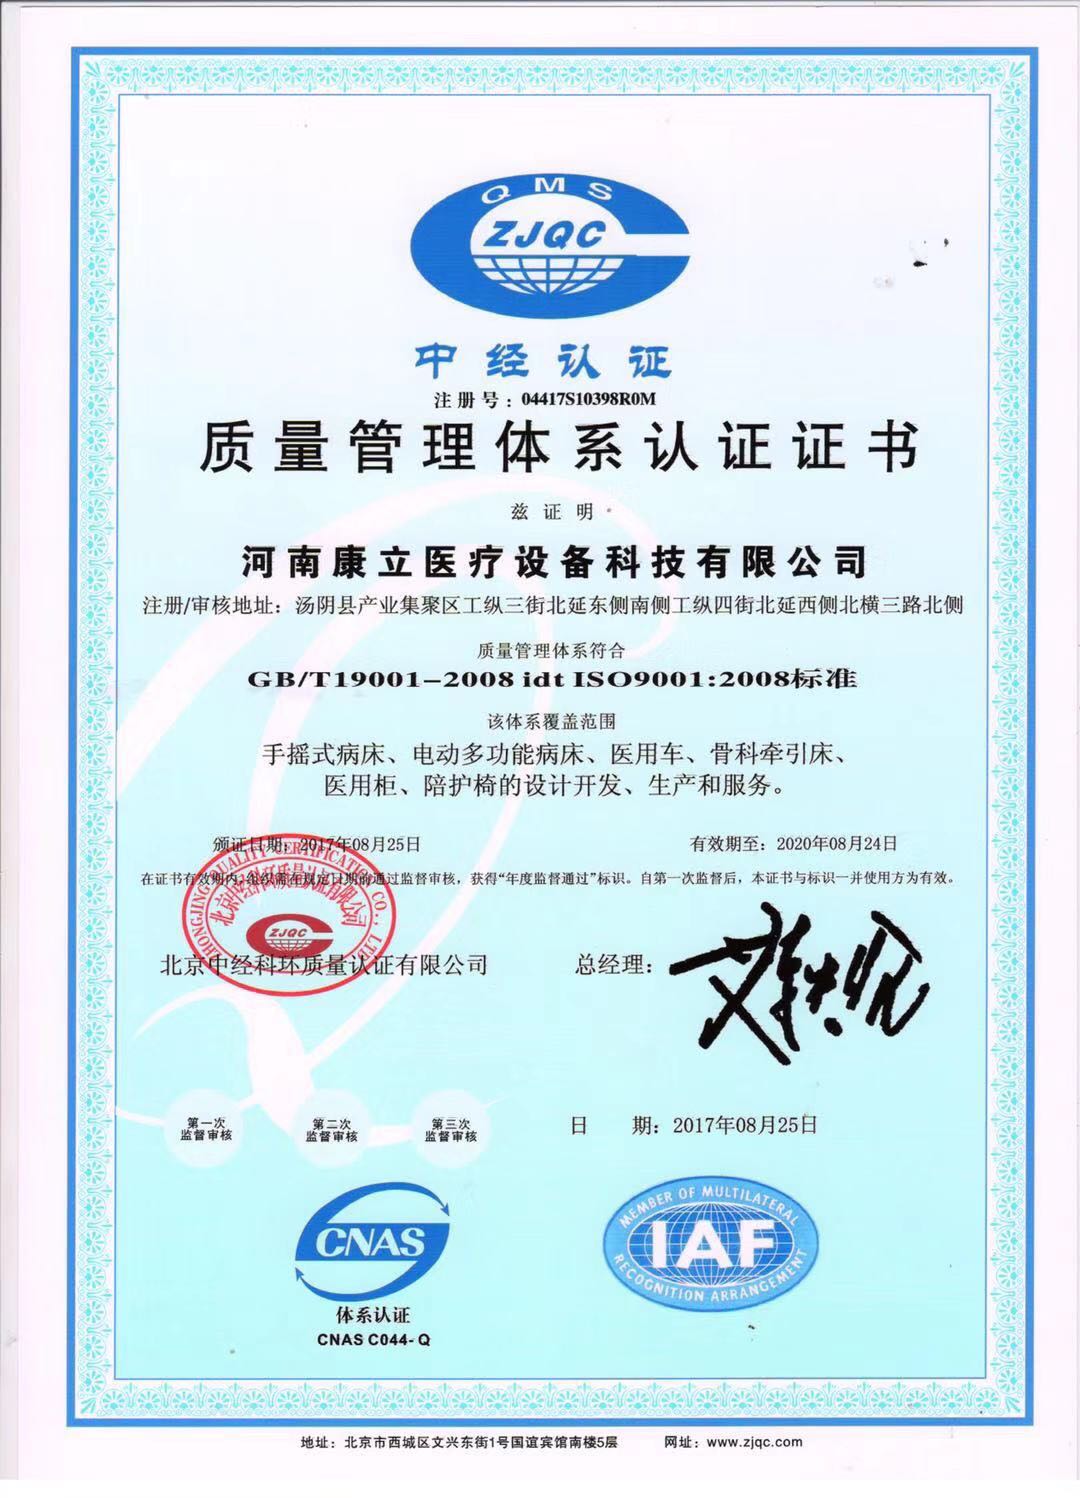 QMS
ZJQC
中经认证
注册号：04417S10398R0M
质量管理体系认证证书
兹证明
河南康立医疗设备科技有限公司
注册/审核地址：汤阴县产业集聚区工纵三街北延东侧南侧工纵四街北延西侧北横三路北侧
质量管理体系符合
GB/T19001-2008 idt ISO9001:2008标准
该体系覆盖范围
手摇式病床、电动多功能病床、医用车、骨科牵引床、
医用柜、陪护椅的设计开发、生产和服务。
颁证日期：2017年08月25日
有效期至：2020年08月24日
在证书有效期内，组织需在规定日期前通过监督审核，获得“年度监督通过”标识。自第一次监督后，本证书与标识一并使用方为有效。
ZJQC
北京中经科环质量认证有限公司
总经理：
第一次
监督审核
第二次
监督审核
第三次
监督审核
日 期：2017年08月25日
CNAS
体系认证
CNAS C044-Q
MEMBER OF MULTILATERAL
IAF
RECOGNITION ARRANGEMENT
地址：北京市西城区文兴东街1号国谊宾馆南楼5层 网址：www.zjqc.com